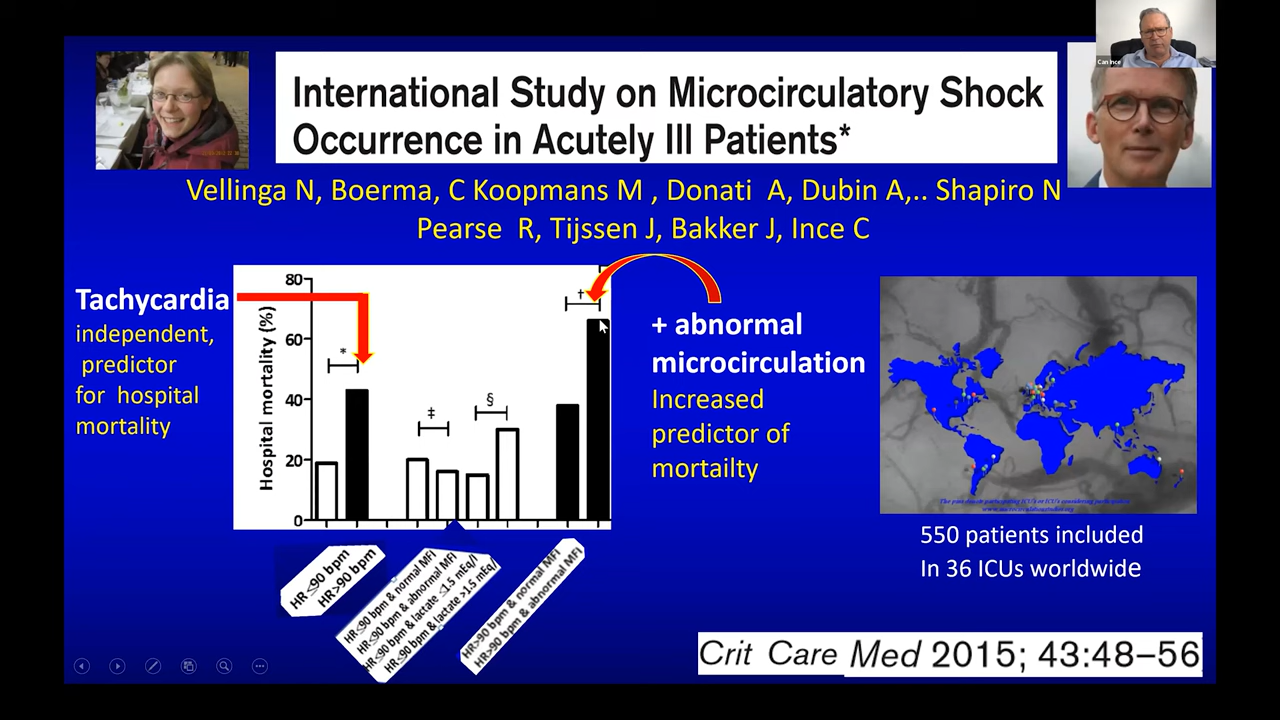 Can Ince
International Study on Microcirculatory Shock
Occurrence in Acutely Ill Patients*
Vellinga N, Boerma, C Koopmans M , Donati A, Dubin A,.. Shapiro N
Pearse R, Tijssen J, Bakker J, Ince C
Tachycardia
independent,
predictor
for hospital
mortality
Hospital mortality (%)
80
60
40
20
0
*
‡
§
†
HR≤90 bpm
HR>90 bpm
HR≤90 bpm & normal MFI
HR≤90 bpm & abnormal MFI
HR≤90 bpm & lactate ≤1.5 mEq/l
HR≤90 bpm & lactate >1.5 mEq/l
HR>90 bpm & normal MFI
HR>90 bpm & abnormal MFI
+ abnormal
microcirculation
Increased
predictor of
mortailty
550 patients included
In 36 ICUs worldwide
Crit Care Med 2015; 43:48–56